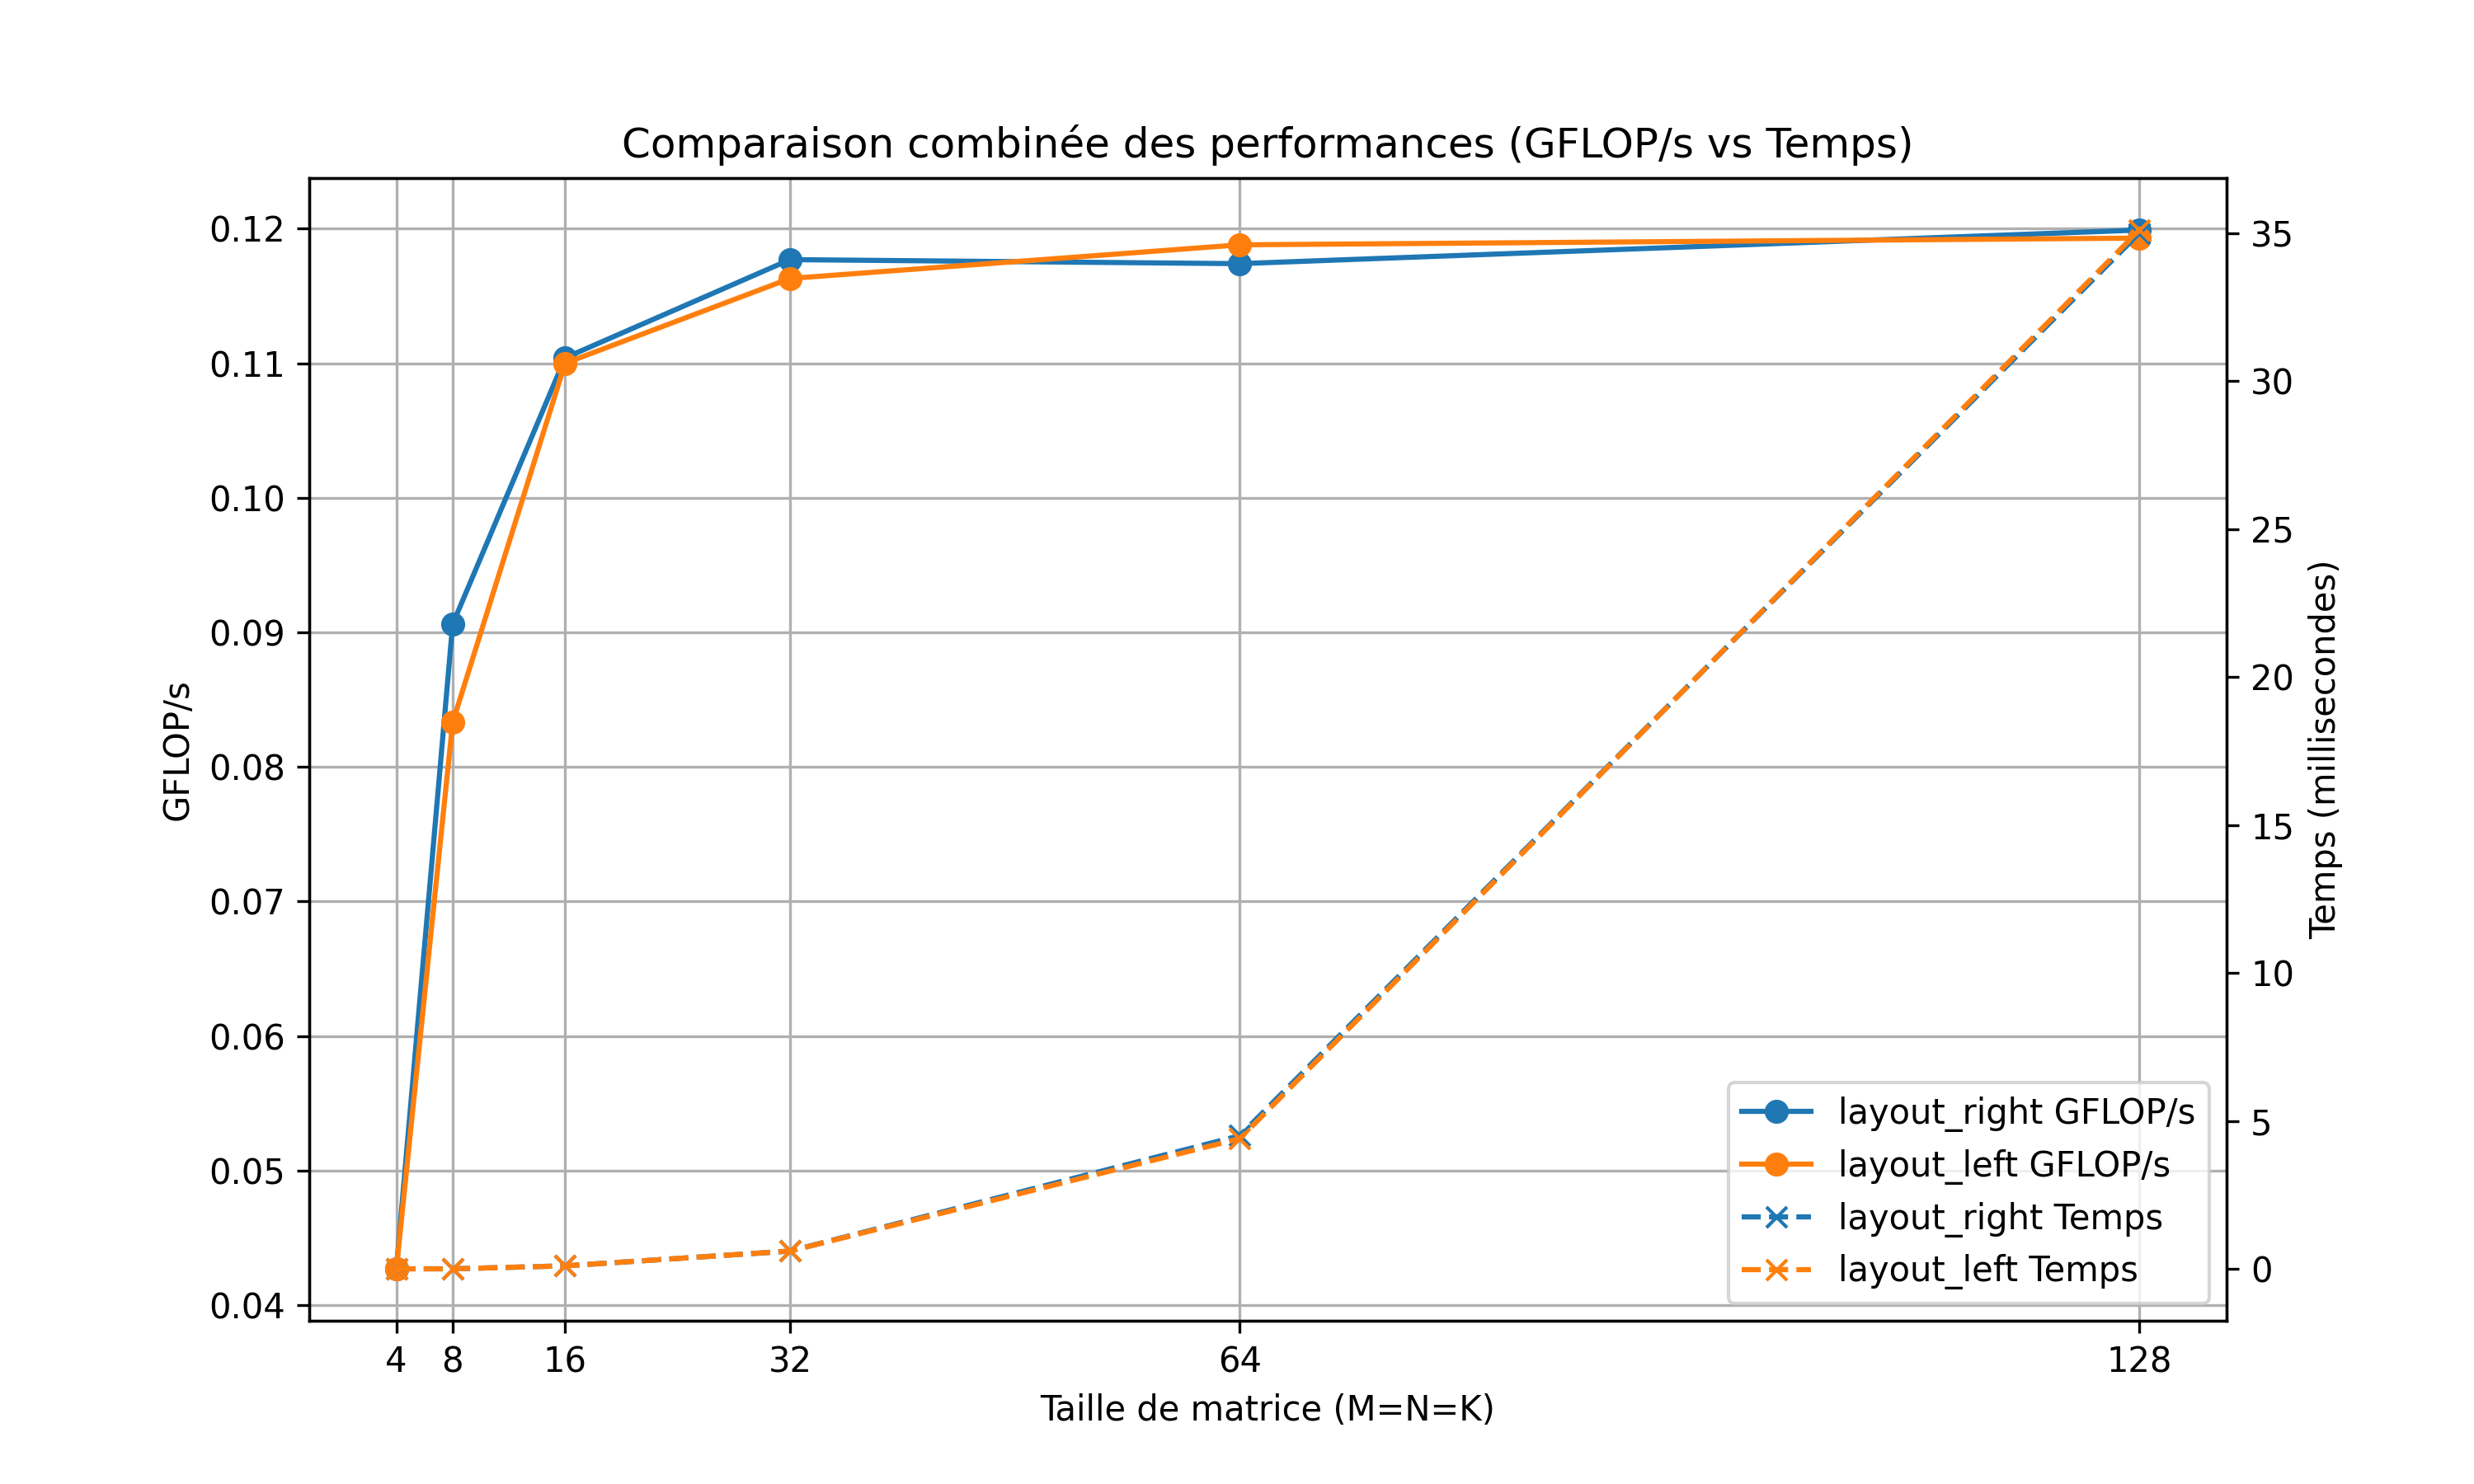 Comparaison combinée des performances (GFLOP/s vs Temps)
GFLOP/s
0.12
0.11
0.10
0.09
0.08
0.07
0.06
0.05
0.04
35
30
25
20
15
10
5
0
Temps (millisecondes)
layout_right GFLOP/s
layout_left GFLOP/s
layout_right Temps
layout_left Temps
4 8 16 32 64 128
Taille de matrice (M=N=K)